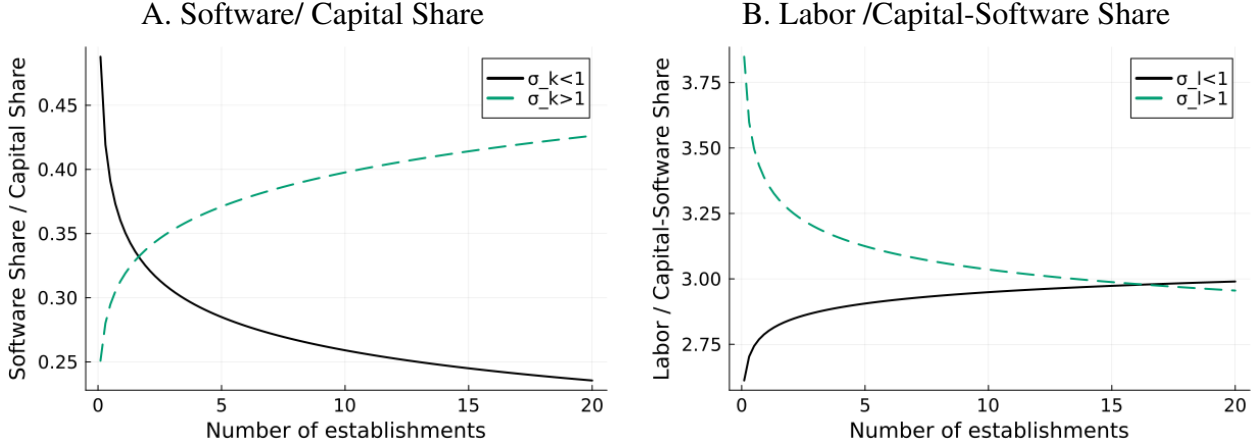 A. Software/ Capital Share
Software Share / Capital Share
0.45
0.40
0.35
0.30
0.25
σ_k<1
σ_k>1
0 5 10 15 20
Number of establishments
B. Labor /Capital-Software Share
Labor / Capital-Software Share
3.75
3.50
3.25
3.00
2.75
σ_l<1
σ_l>1
0 5 10 15 20
Number of establishments